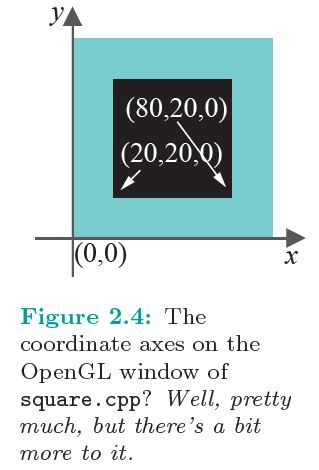 y
(80,20,0)
(20,20,0)
(0,0)
x
Figure 2.4: The
coordinate axes on the
OpenGL window of
square.cpp? Well, pretty
much, but there's a bit
more to it.